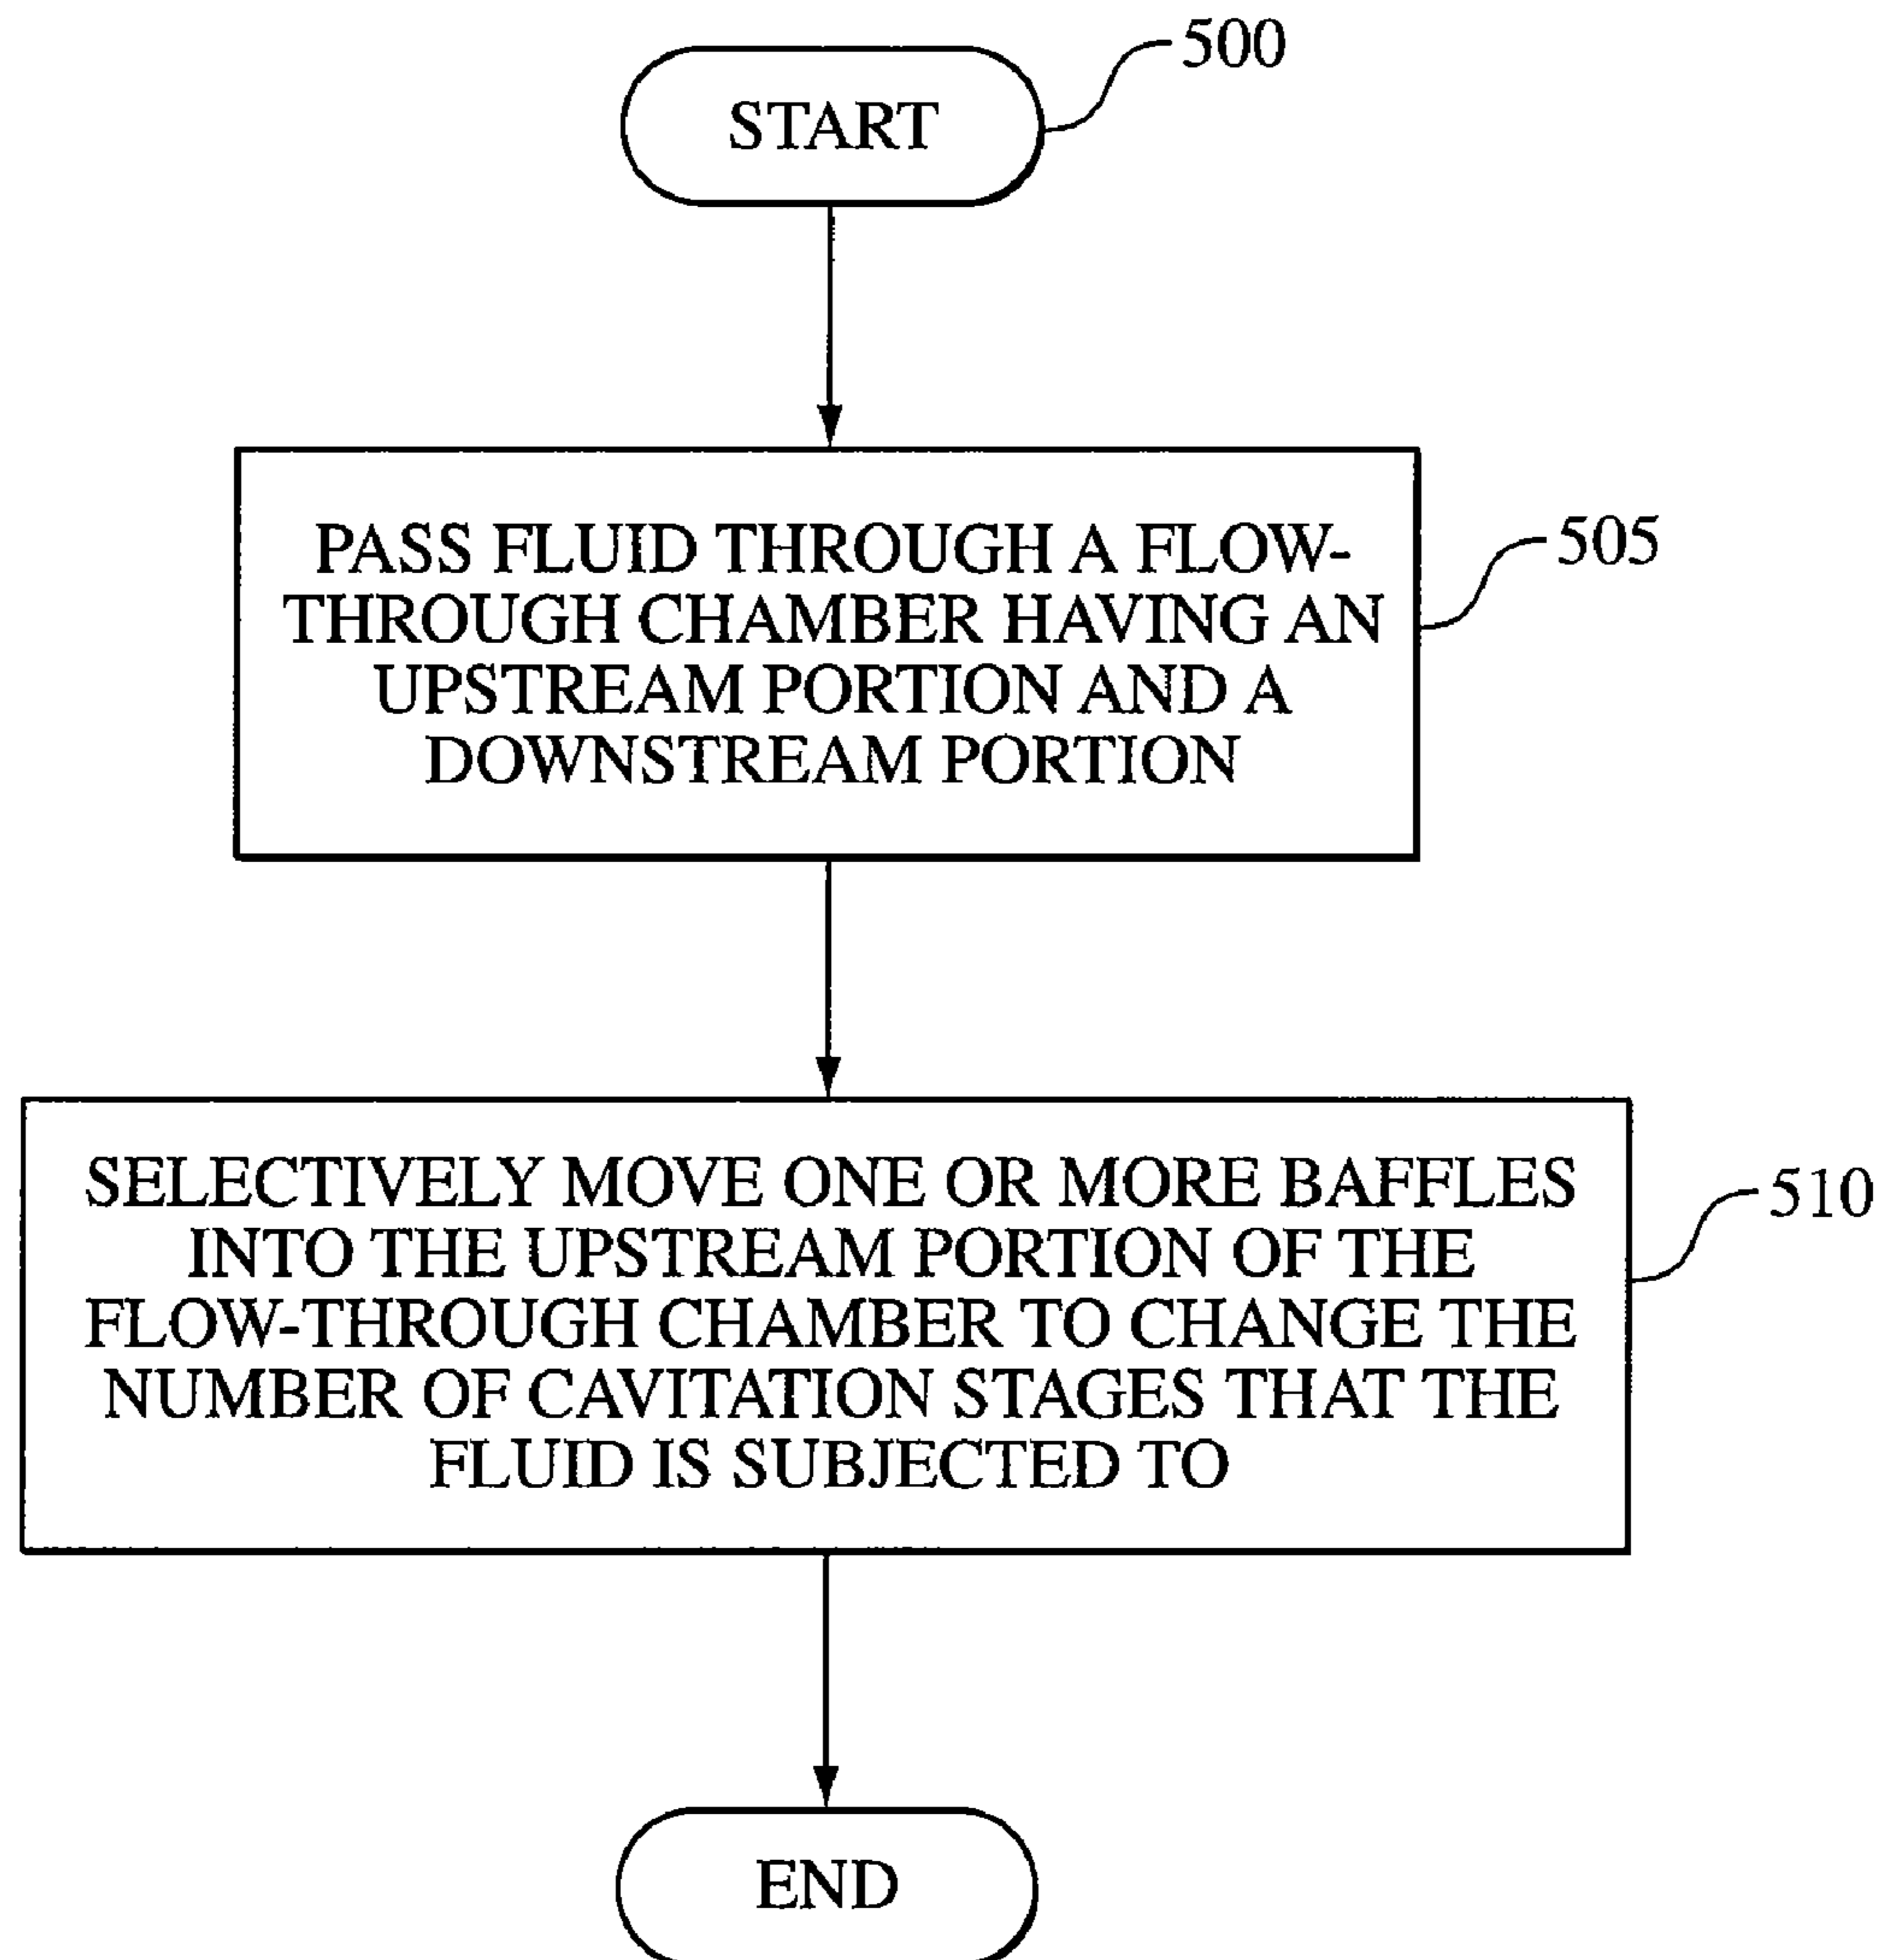 500
START
PASS FLUID THROUGH A FLOW-
THROUGH CHAMBER HAVING AN
UPSTREAM PORTION AND A
DOWNSTREAM PORTION
505
SELECTIVELY MOVE ONE OR MORE BAFFLES
INTO THE UPSTREAM PORTION OF THE
FLOW-THROUGH CHAMBER TO CHANGE THE
NUMBER OF CAVITATION STAGES THAT THE
FLUID IS SUBJECTED TO
510
END